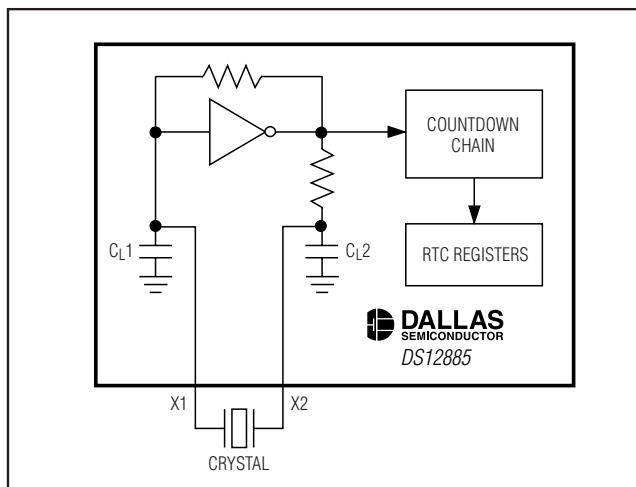 COUNTDOWN
CHAIN
CL1
CL2
RTC REGISTERS
DALLAS
SEMICONDUCTOR
DS12885
X1
X2
CRYSTAL